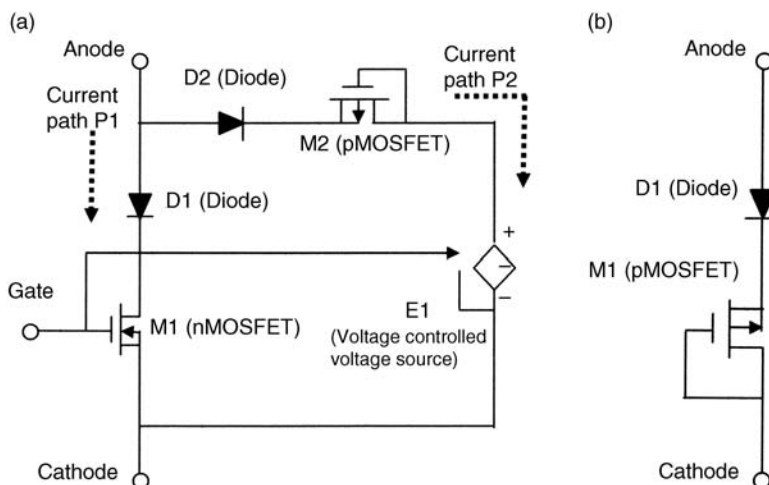 (a)
Anode
D2 (Diode)
Current
path P2
Current
path P1
M2 (pMOSFET)
D1 (Diode)
+
−
−
Gate
M1 (nMOSFET)
E1
(Voltage controlled
voltage source)
Cathode
(b)
Anode
D1 (Diode)
M1 (pMOSFET)
Cathode